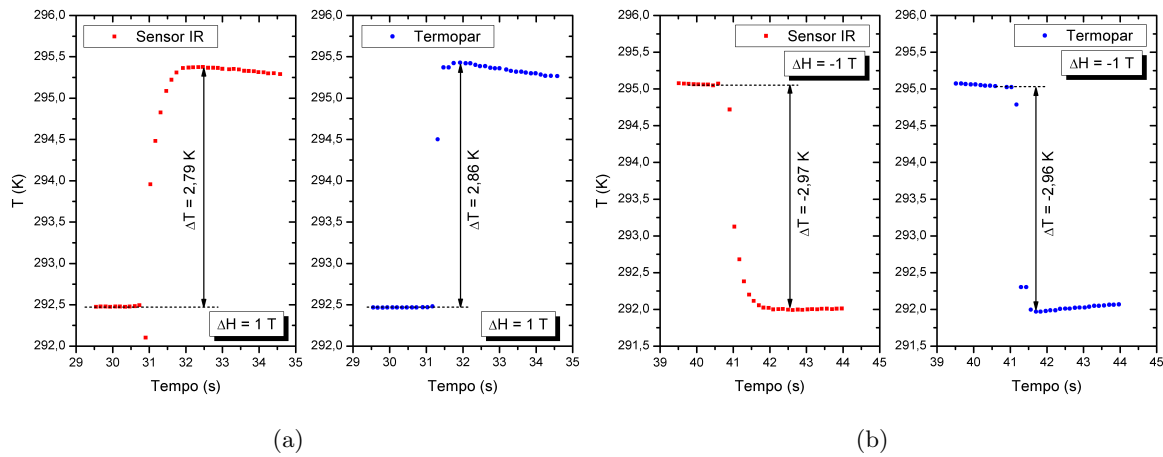 296,0
295,5
295,0
294,5
294,0
293,5
293,0
292,5
292,0
T (K)
Sensor IR
ΔT = 2,79 K
ΔH = 1 T
29 30 31 32 33 34 35
Tempo (s)
296,0
295,5
295,0
294,5
294,0
293,5
293,0
292,5
292,0
Termopar
ΔT = 2,86 K
ΔH = 1 T
29 30 31 32 33 34 35
Tempo (s)
(a)
296,0
295,5
295,0
294,5
294,0
293,5
293,0
292,5
292,0
291,5
T (K)
Sensor IR
ΔH = -1 T
ΔT = -2,97 K
39 40 41 42 43 44 45
Tempo (s)
296,0
295,5
295,0
294,5
294,0
293,5
293,0
292,5
292,0
291,5
Termopar
ΔH = -1 T
ΔT = -2,96 K
39 40 41 42 43 44 45
Tempo (s)
(b)